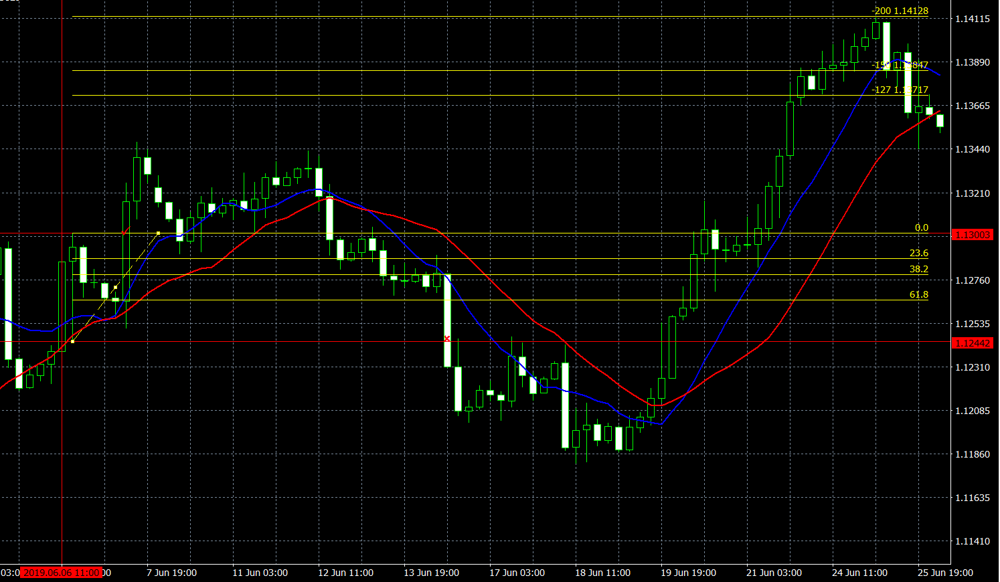 -200 1.14128
1.14115
1.13890
-127
1.13665
1.13440
1.13210
0.0
1.13003
23.6
38.2
1.12760
61.8
1.12535
1.12442
1.12310
1.12085
1.11860
1.11635
1.11410
2019.06.06 11:00
7 Jun 19:00
11 Jun 03:00
12 Jun 11:00
13 Jun 19:00
17 Jun 03:00
18 Jun 11:00
19 Jun 19:00
21 Jun 03:00
24 Jun 11:00
25 Jun 19:00